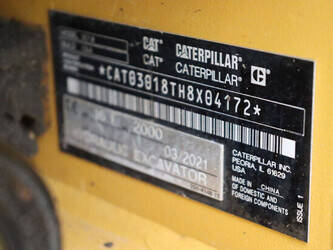 CAT CATERPILLAR C
CAT CATERPILLAR C
*CAT03018TH8X04172*
2000
03/2021
HYDRAULIC EXCAVATOR
CATERPILLAR INC.
PEORIA, IL 61629
USA
MADE IN CHINA
OF DOMESTIC AND
FOREIGN COMPONENTS
ISSUE 1